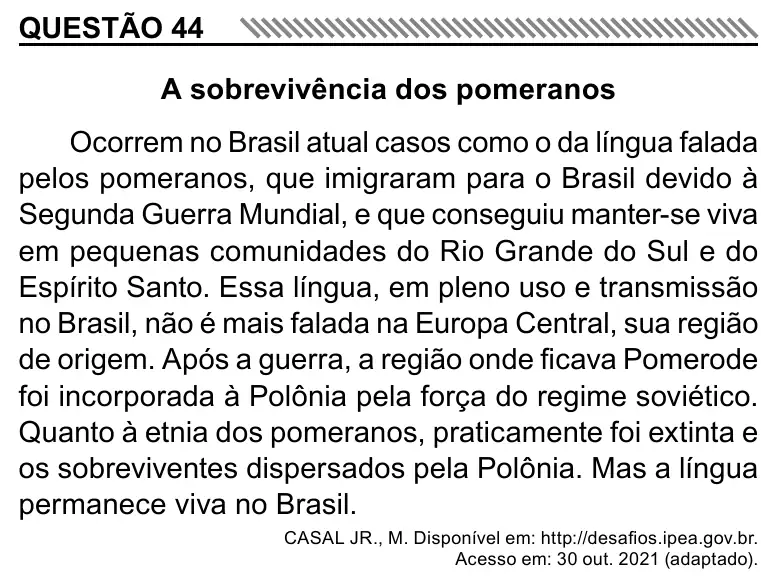 QUESTÃO 44
A sobrevivência dos pomeranos
Ocorrem no Brasil atual casos como o da língua falada
pelos pomeranos, que imigraram para o Brasil devido à
Segunda Guerra Mundial, e que conseguiu manter-se viva
em pequenas comunidades do Rio Grande do Sul e do
Espírito Santo. Essa língua, em pleno uso e transmissão
no Brasil, não é mais falada na Europa Central, sua região
de origem. Após a guerra, a região onde ficava Pomerode
foi incorporada à Polônia pela força do regime soviético.
Quanto à etnia dos pomeranos, praticamente foi extinta e
os sobreviventes dispersados pela Polônia. Mas a língua
permanece viva no Brasil.
CASAL JR., M. Disponível em: http://desafios.ipea.gov.br.
Acesso em: 30 out. 2021 (adaptado).